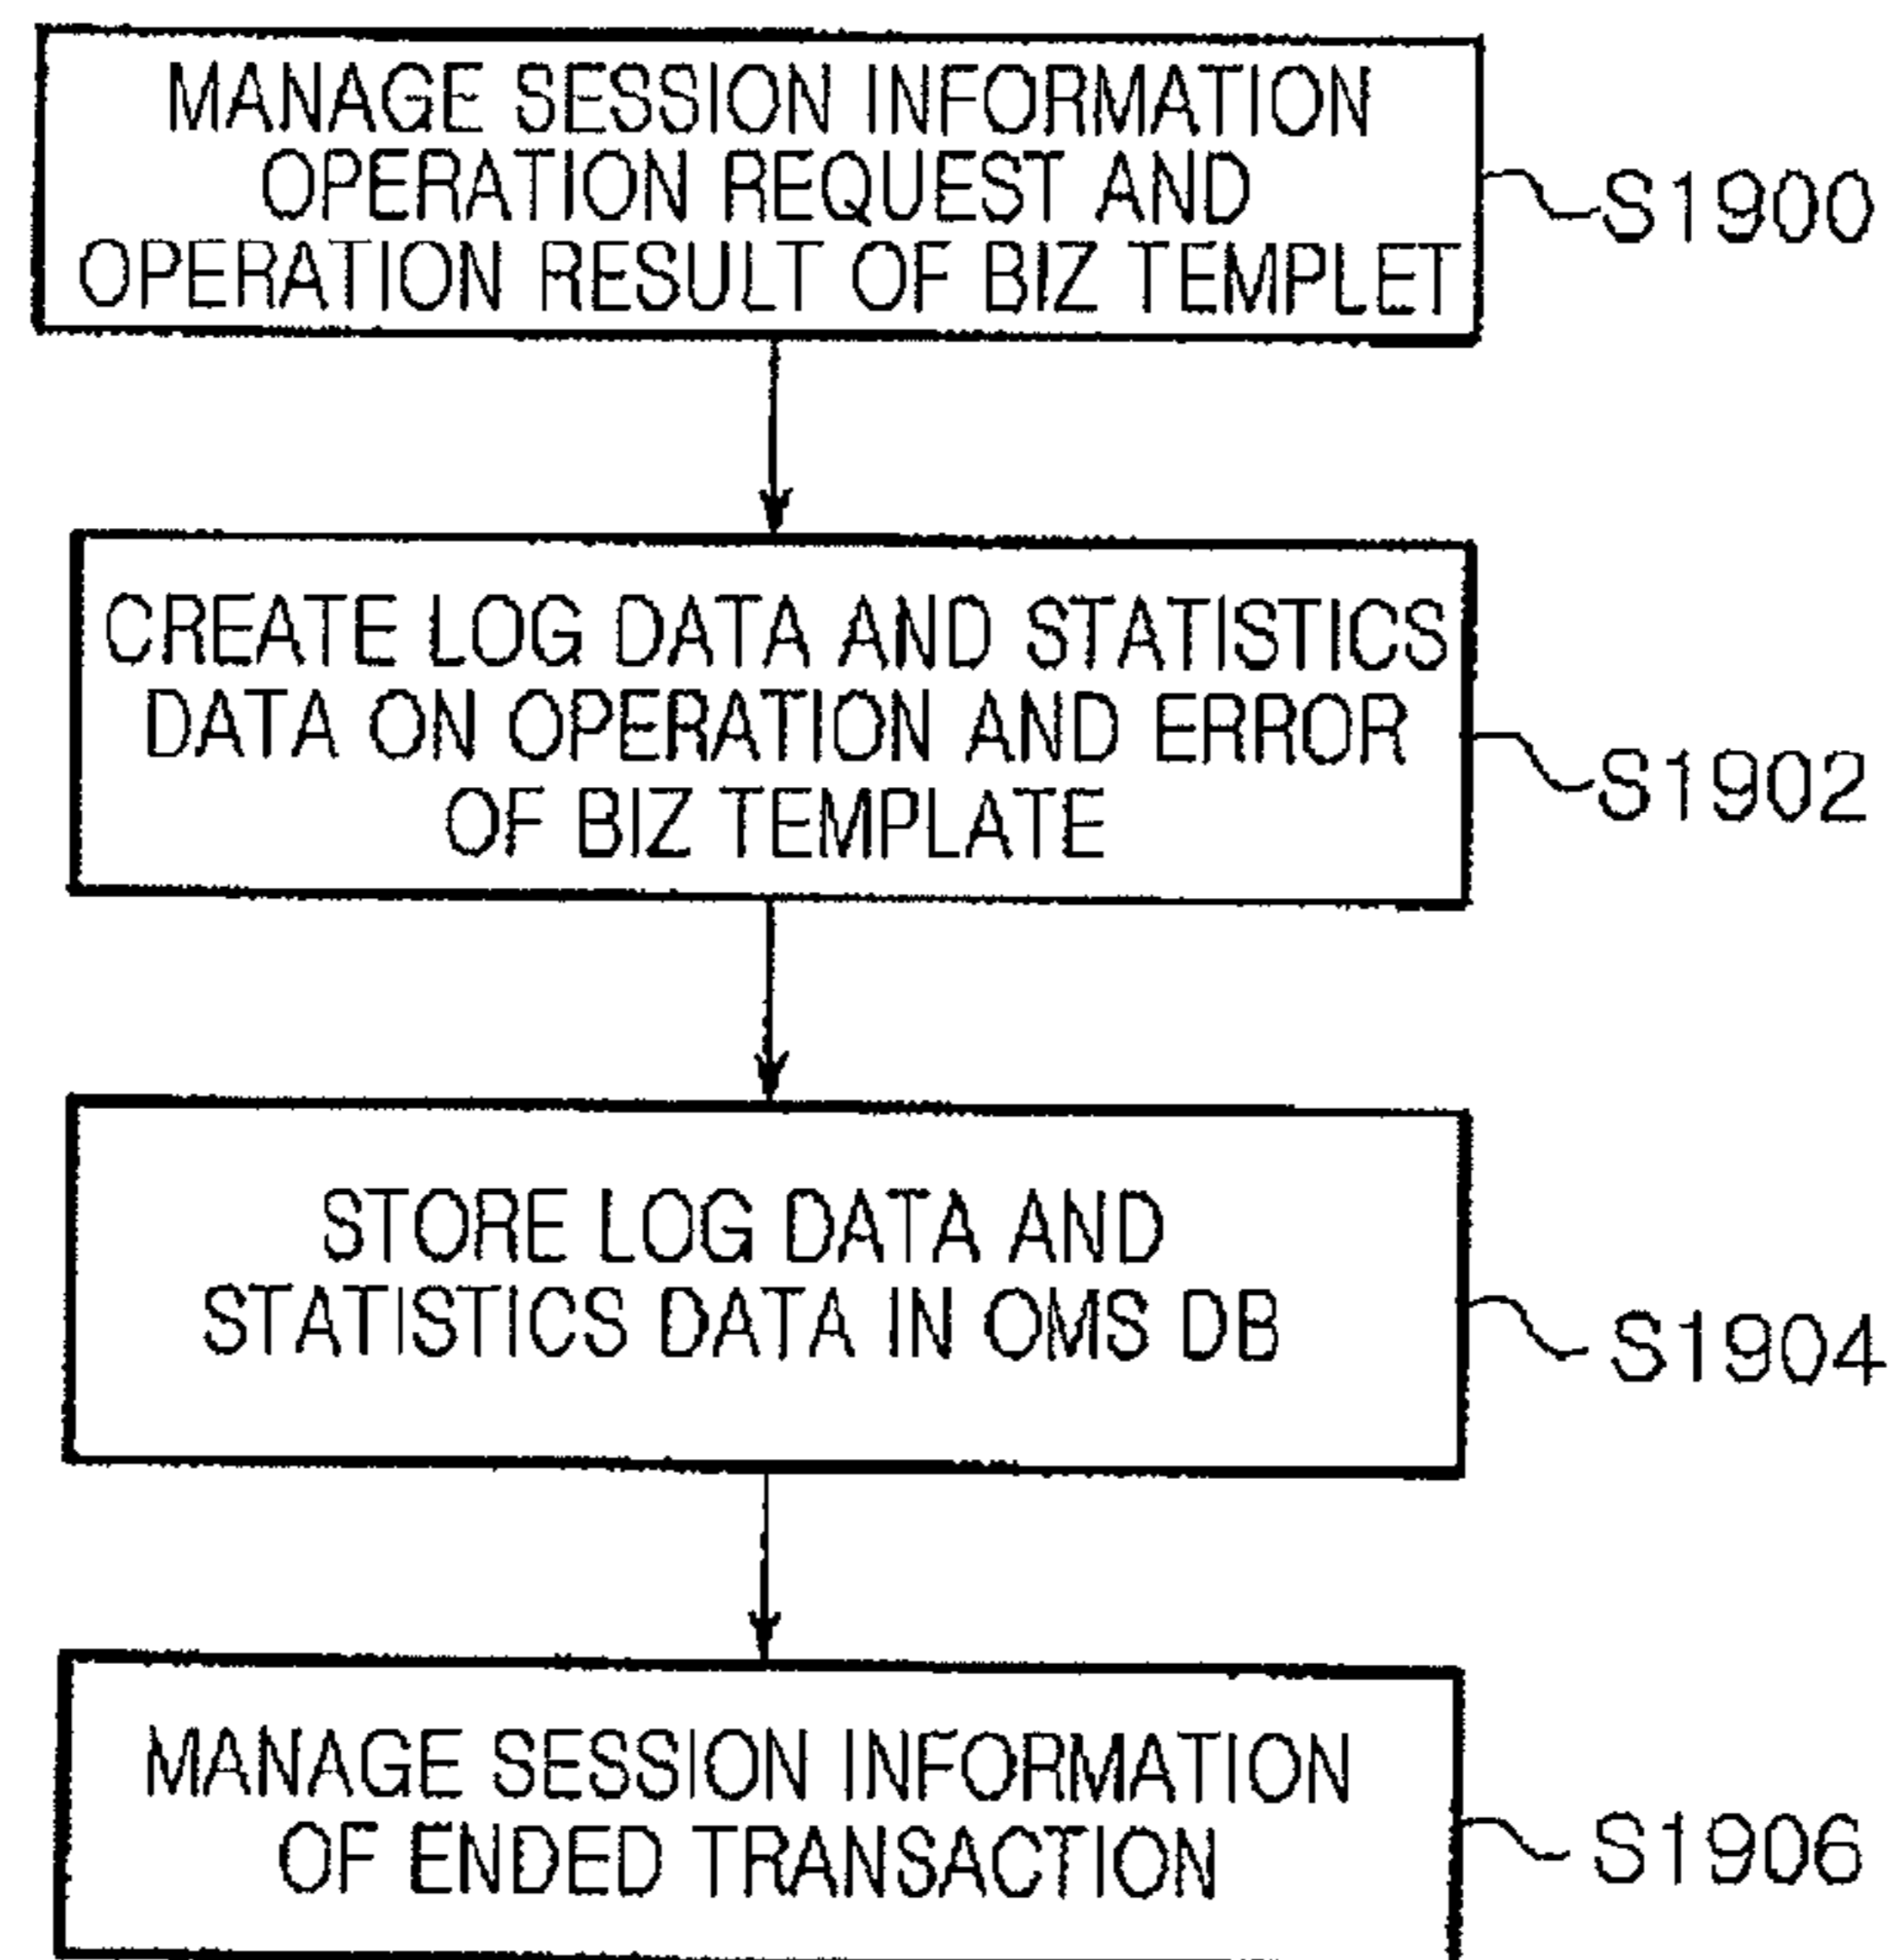 MANAGE SESSION INFORMATION
OPERATION REQUEST AND
OPERATION RESULT OF BIZ TEMPLET
S1900
CREATE LOG DATA AND STATISTICS
DATA ON OPERATION AND ERROR
OF BIZ TEMPLATE
S1902
STORE LOG DATA AND
STATISTICS DATA IN OMS DB
S1904
MANAGE SESSION INFORMATION
OF ENDED TRANSACTION
S1906